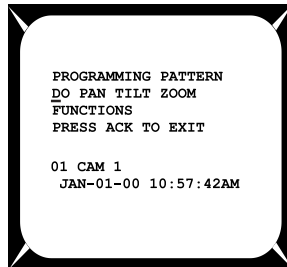 PROGRAMMING PATTERN
DO PAN TILT ZOOM
FUNCTIONS
PRESS ACK TO EXIT
01 CAM 1
JAN-01-00 10:57:42AM